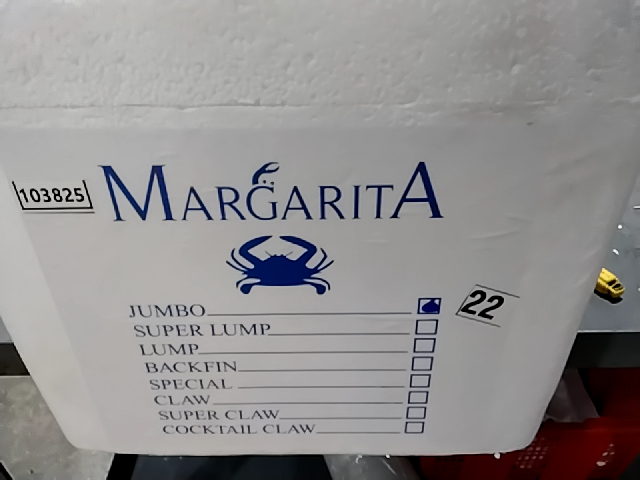 103825
MARGARITA
JUMBO 22
SUPER LUMP
LUMP
BACKFIN
SPECIAL
CLAW
SUPER CLAW
COCKTAIL CLAW